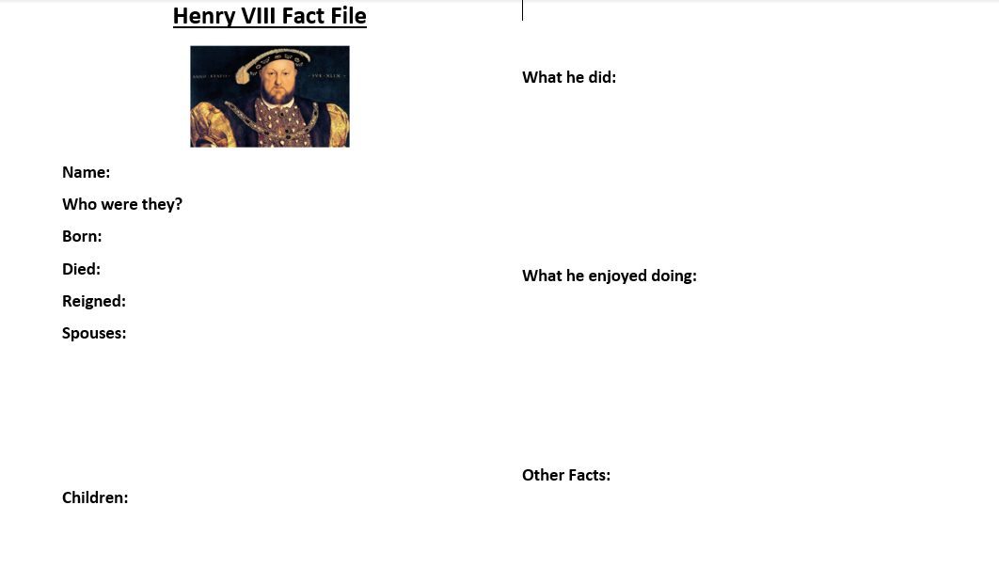 Henry VIII Fact File
ANNO · ETATIS ·
· SVÆ · XLIX ·
Name:
Who were they?
Born:
Died:
Reigned:
Spouses:
Children:
What he did:
What he enjoyed doing:
Other Facts: